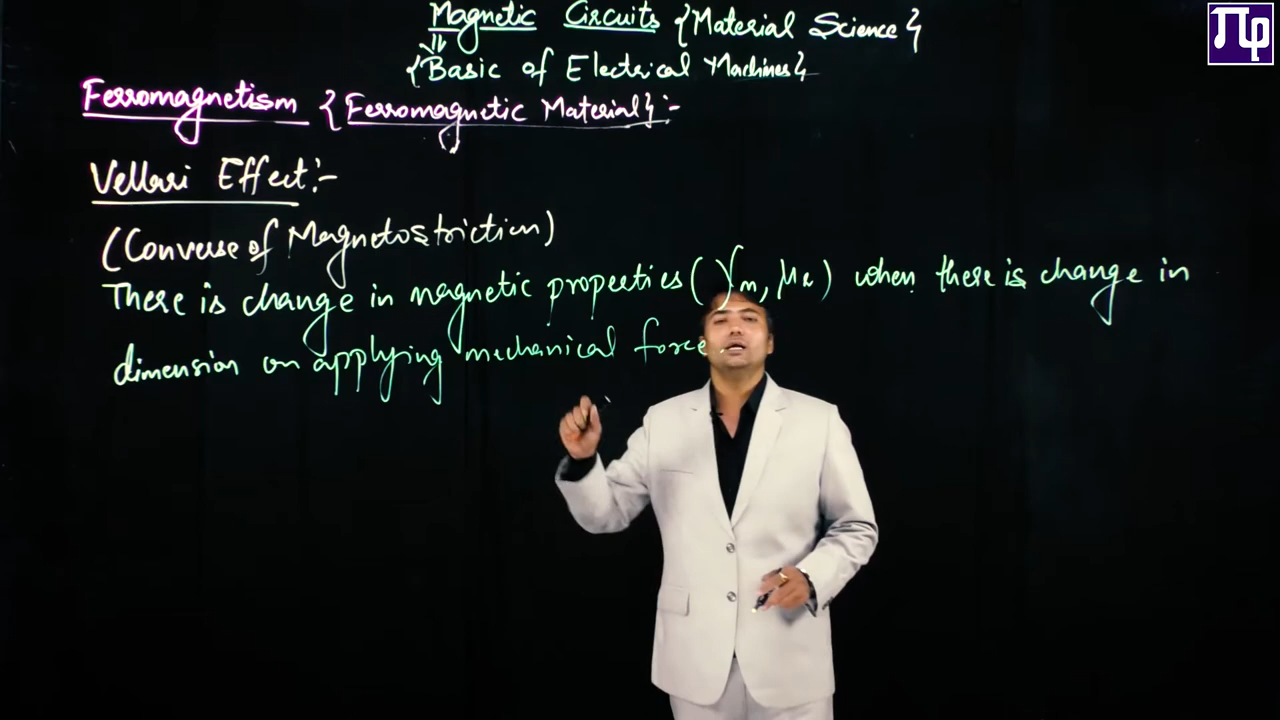 Magnetic Circuits {Material Science}
{Basic of Electrical Machines}
Πφ
Ferromagnetism {Ferromagnetic Material}:-
Vellari Effect:-
(Converse of Magnetostriction)
There is change in magnetic properties (χm, μr) when there is change in
dimension on applying mechanical force.